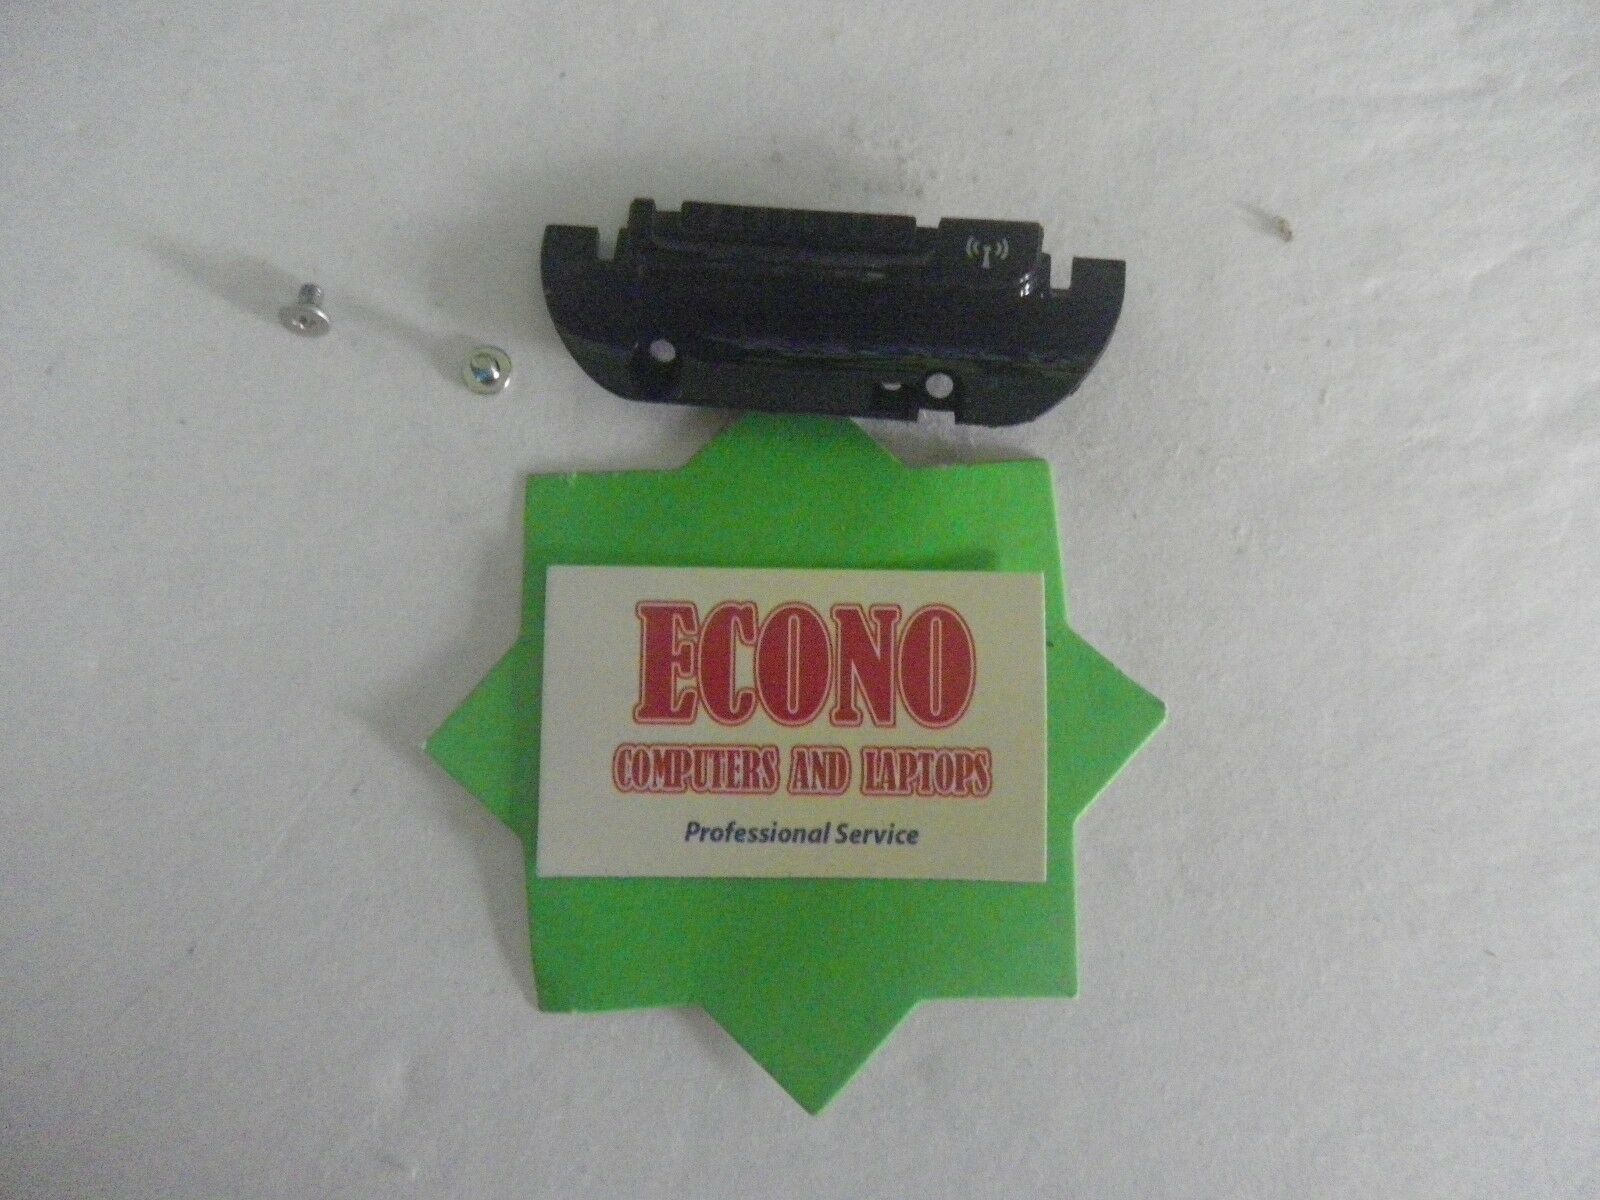 ECONO
COMPUTERS AND LAPTOPS
Professional Service